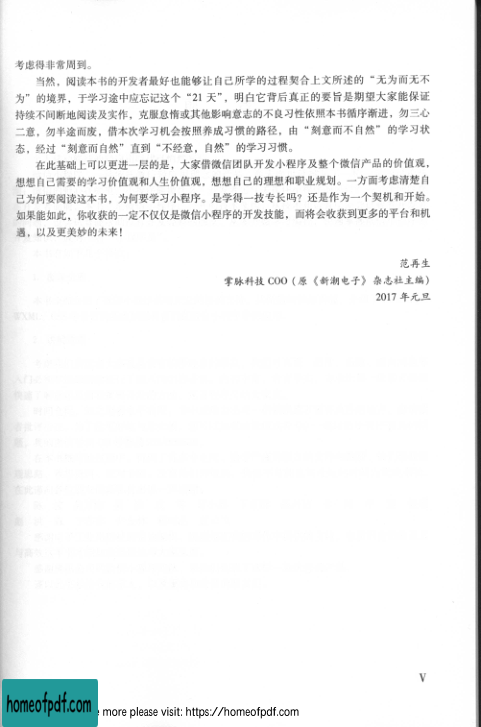 考虑得非常周到。
当然，阅读本书的开发者最好也能够让自己所学的过程契合上文所述的“无为而无不
为”的境界，于学习途中应忘记这个“21 天”，明白它背后真正的要旨是期望大家能保证
持续不间断地阅读及实作，克服怠惰或其他影响意志的不良习性依照本书循序渐进，勿三心
二意，勿半途而废，借本次学习机会按照养成习惯的路径，由“刻意而不自然”的学习状
态，经过“刻意而自然”直到“不经意，自然”的学习习惯。
在此基础上可以更进一层的是，大家借微信团队开发小程序及整个微信产品的价值观，
想想自己需要的学习价值观和人生价值观，想想自己的理想和职业规划。一方面考虑清楚自
己为何要阅读这本书，为何要学习小程序。是学得一技专长吗？还是作为一个契机和开始。
如果能如此，你收获的一定不仅仅是微信小程序的开发技能，而将会收获到更多的平台和机
遇，以及更美妙的未来！
范再生
掌脉科技 COO（原《新潮电子》杂志社主编）
2017 年元旦
V
homeofpdf.com
e more please visit: https://homeofpdf.com